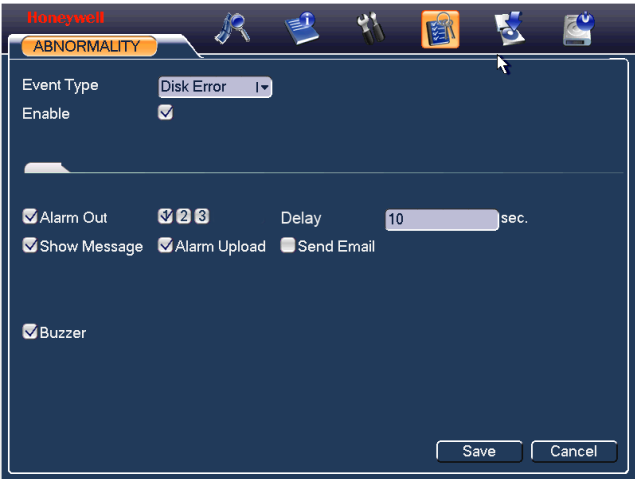 Honeywell
ABNORMALITY
Event Type Disk Error
Enable
Alarm Out 1 2 3 Delay 10 sec.
Show Message Alarm Upload Send Email
Buzzer
Save Cancel